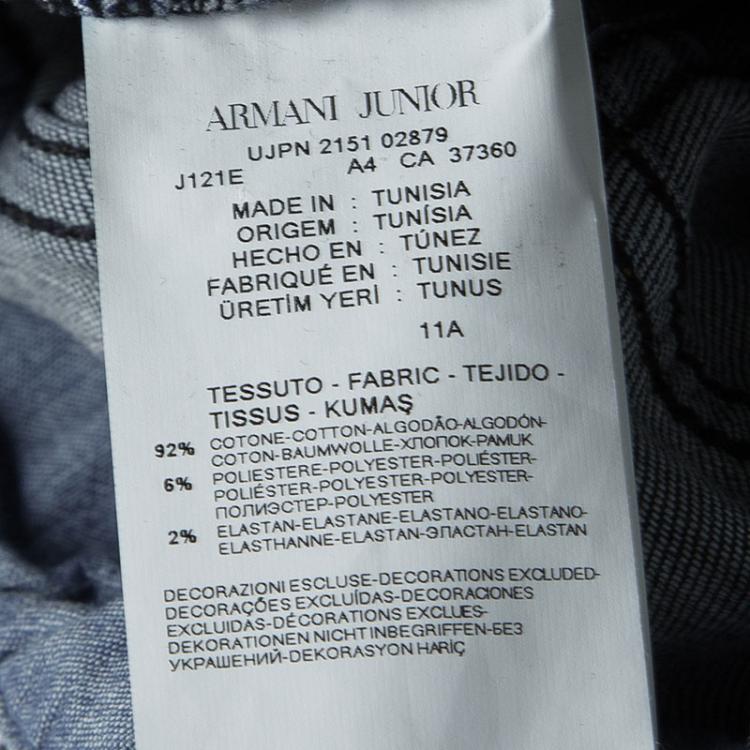 ARMANI JUNIOR
UJPN 2151 02879
J121E A4 CA 37360
MADE IN : TUNISIA
ORIGEM : TUNÍSIA
HECHO EN : TÚNEZ
FABRIQUÉ EN : TUNISIE
ÜRETİM YERİ : TUNUS
11A
TESSUTO - FABRIC - TEJIDO -
TISSUS - KUMAŞ
92% COTONE-COTTON-ALGODÃO-ALGODÓN-
COTON-BAUMWOLLE-ХЛОПОК-PAMUK
6% POLIESTERE-POLYESTER-POLIÉSTER-
POLIÉSTER-POLYESTER-POLYESTER-
ПОЛИЭСТЕР-POLYESTER
2% ELASTAN-ELASTANE-ELASTANO-ELASTANO-
ELASTHANNE-ELASTAN-ЭЛАСТАН-ELASTAN
DECORAZIONI ESCLUSE-DECORATIONS EXCLUDED-
DECORAÇÕES EXCLUÍDAS-DECORACIONES
EXCLUIDAS-DÉCORATIONS EXCLUES-
DEKORATIONEN NICHT INBEGRIFFEN-БЕЗ
УКРАШЕНИЙ-DEKORASYON HARİÇ